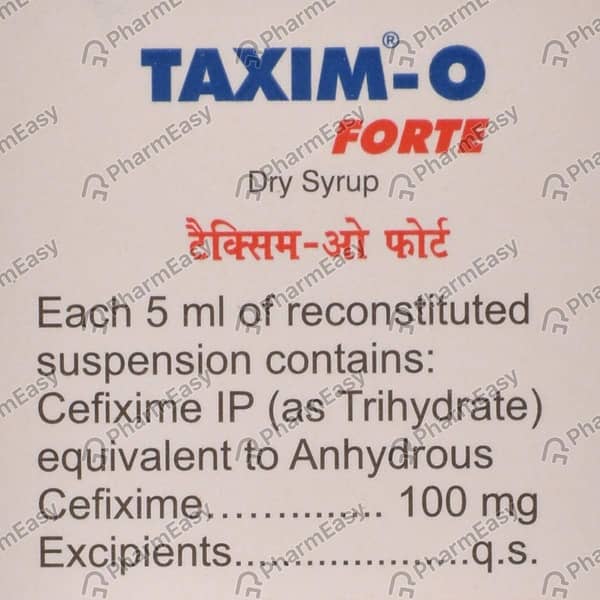 TAXIM®-O
FORTE
Dry Syrup
टैक्सिम-ओ फोर्ट
Each 5 ml of reconstituted
suspension contains:
Cefixime IP (as Trihydrate)
equivalent to Anhydrous
Cefixime............... 100 mg
Excipients.....................q.s.
PharmEasy